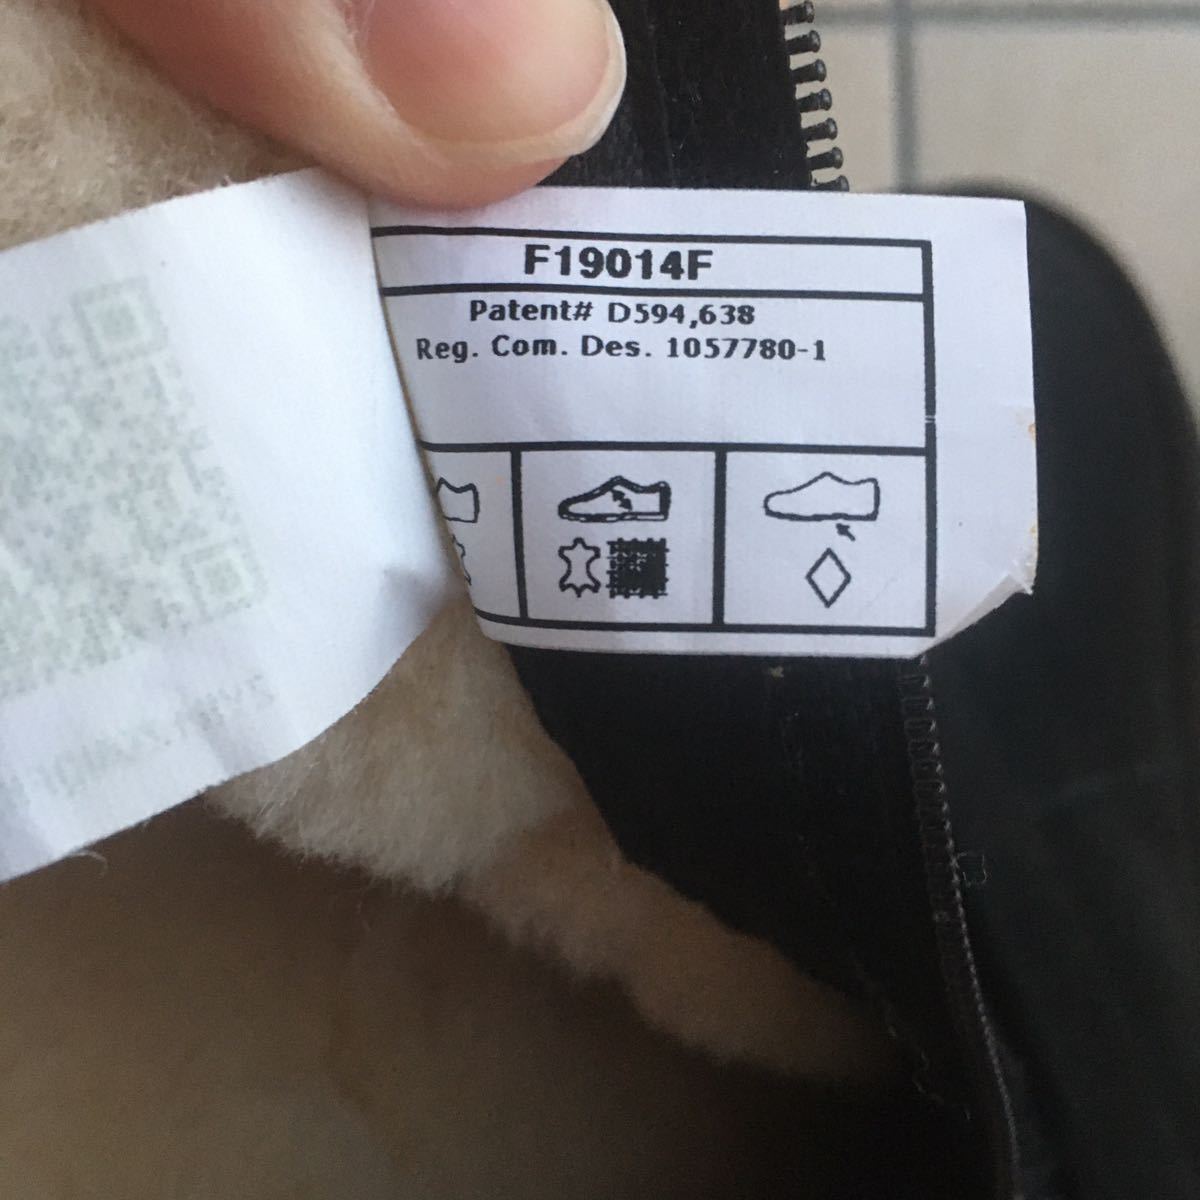 F19014F
Patent# D594,638
Reg. Com. Des. 1057780-1